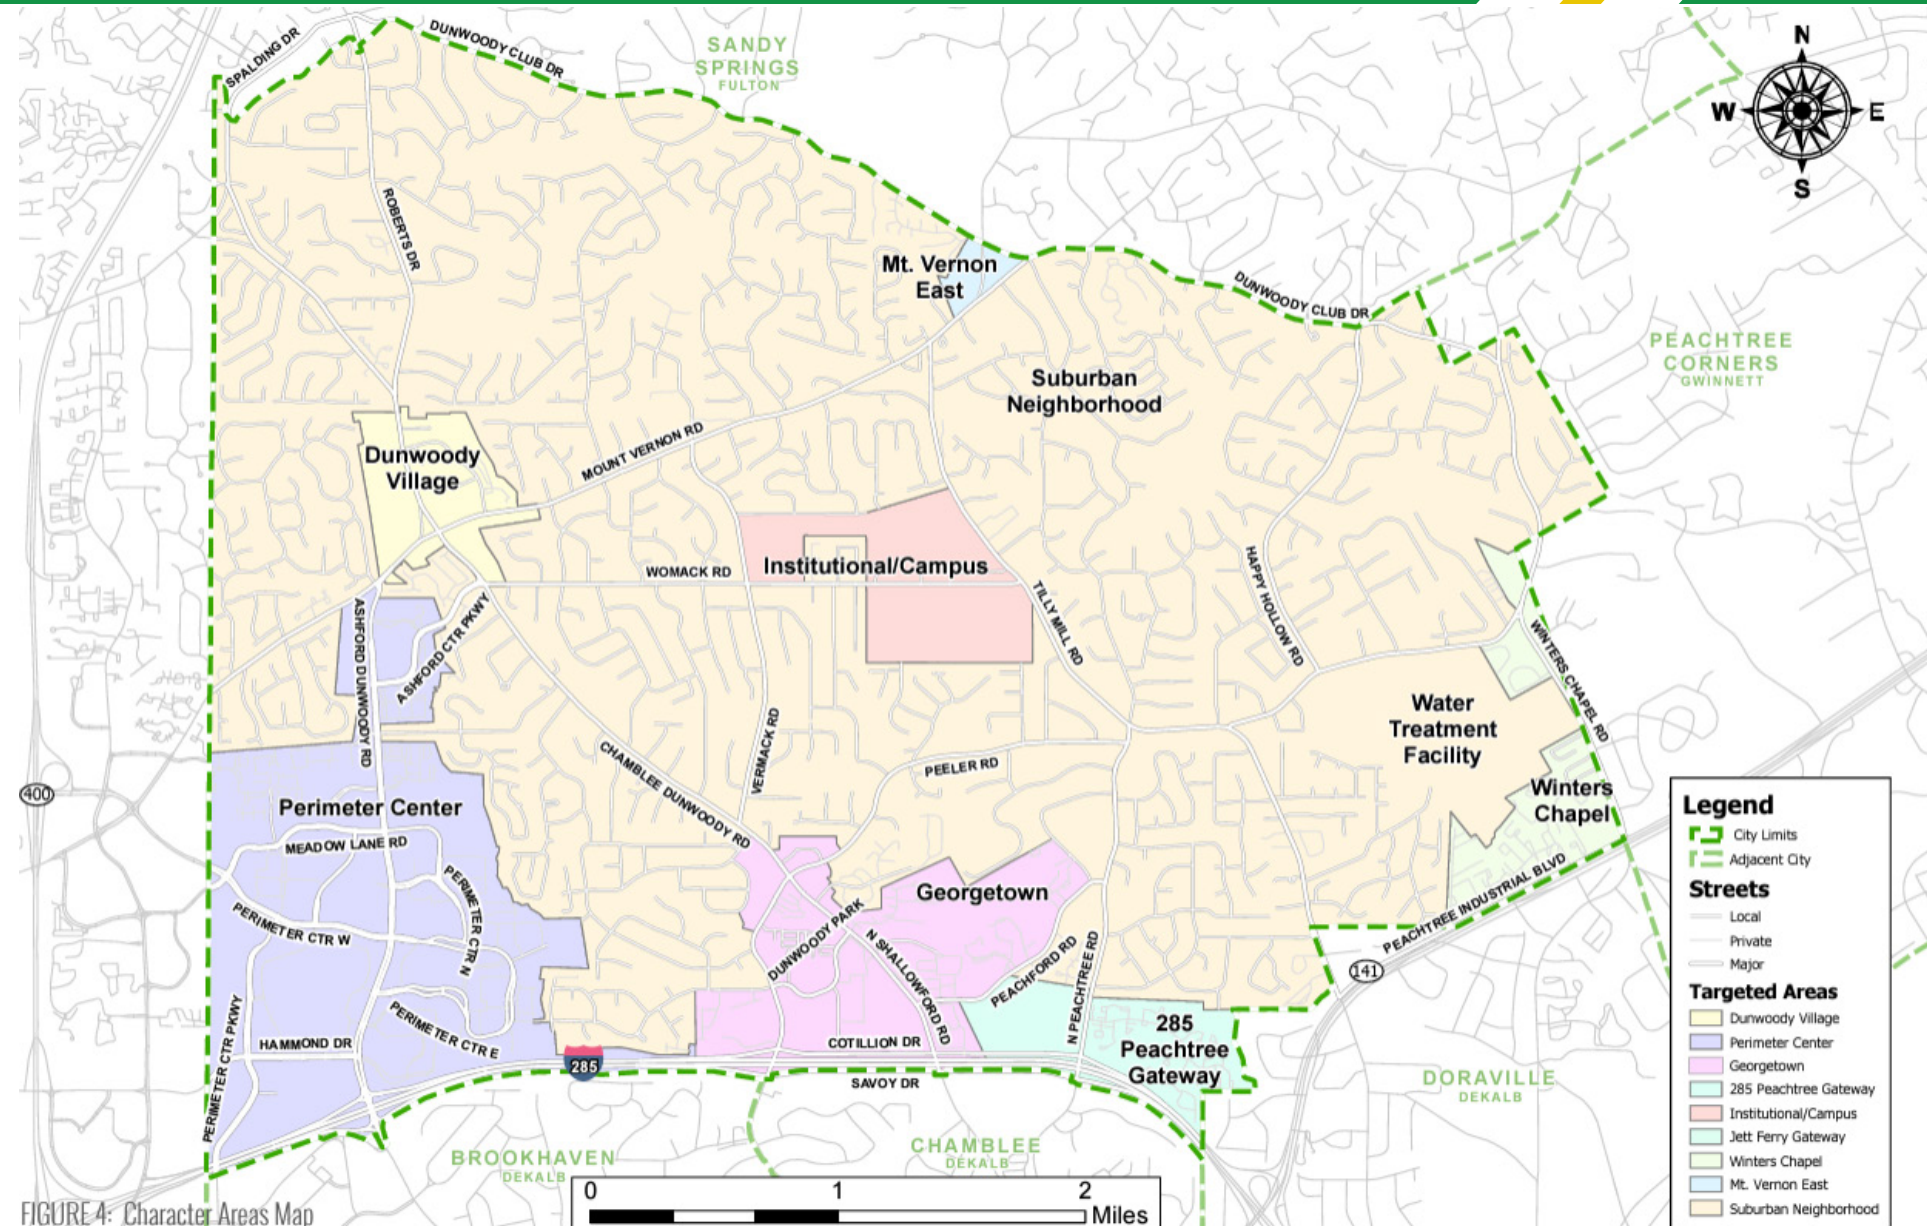 SPALDING DR
DUNWOODY CLUB DR
SANDY
SPRINGS
FULTON
N
W
E
S
ROBERTS DR
Mt. Vernon
East
DUNWOODY CLUB DR
PEACHTREE
CORNERS
GWINNETT
Suburban
Neighborhood
Dunwoody
Village
MOUNT VERNON RD
WOMACK RD
Institutional/Campus
HAPPY HOLLOW RD
TILLY MILL RD
ASHFORD DUNWOODY RD
ASHFORD CTR PKWY
WINTERS CHAPEL RD
Water
Treatment
Facility
VERMACK RD
CHAMBLEE DUNWOODY RD
PEELER RD
400
Perimeter Center
Winters
Chapel
MEADOW LANE RD
PERIMETER CTR N
Georgetown
PERIMETER CTR W
DUNWOODY PARK
N SHALLOWFORD RD
PEACHFORD RD
N PEACHTREE RD
PEACHTREE INDUSTRIAL BLVD
141
PERIMETER CTR PKWY
HAMMOND DR
PERIMETER CTR E
COTILLION DR
285
Peachtree
Gateway
285
SAVOY DR
DORAVILLE
DEKALB
BROOKHAVEN
DEKALB
CHAMBLEE
DEKALB
Legend
City Limits
Adjacent City
Streets
Local
Private
Major
Targeted Areas
Dunwoody Village
Perimeter Center
Georgetown
285 Peachtree Gateway
Institutional/Campus
Jett Ferry Gateway
Winters Chapel
Mt. Vernon East
Suburban Neighborhood
0 1 2
Miles
FIGURE 4: Character Areas Map